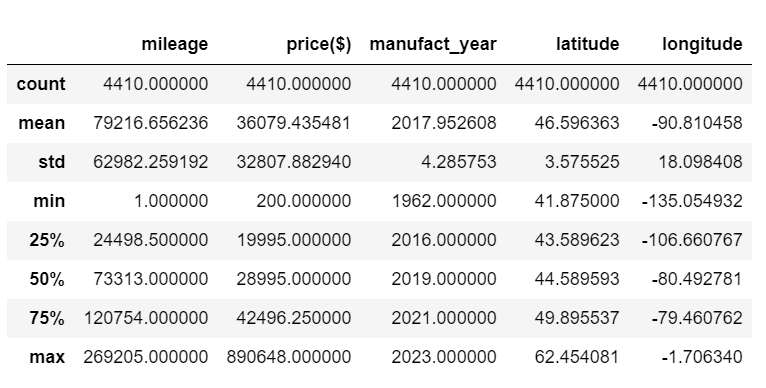 mileage price($) manufact_year latitude longitude
count 4410.000000 4410.000000 4410.000000 4410.000000 4410.000000
mean 79216.656236 36079.435481 2017.952608 46.596363 -90.810458
std 62982.259192 32807.882940 4.285753 3.575525 18.098408
min 1.000000 200.000000 1962.000000 41.875000 -135.054932
25% 24498.500000 19995.000000 2016.000000 43.589623 -106.660767
50% 73313.000000 28995.000000 2019.000000 44.589593 -80.492781
75% 120754.000000 42496.250000 2021.000000 49.895537 -79.460762
max 269205.000000 890648.000000 2023.000000 62.454081 -1.706340